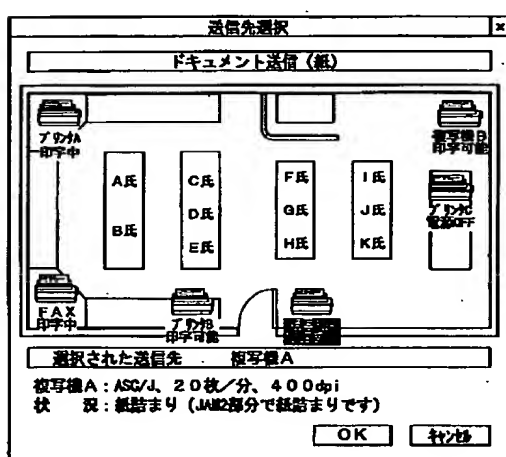 送信先選択 ×
ドキュメント送信（紙）
プリンタA
印字中
複写機B
印字可能
A氏
B氏
C氏
D氏
E氏
F氏
G氏
H氏
I氏
J氏
K氏
プリンタC
電源OFF
FAX
印字中
プリンタB
印字可能
選択された送信先 複写機A
複写機A：ASC/J、20枚/分、400dpi
状 況：紙詰まり（JAM2部分で紙詰まりです）
OK キャンセル